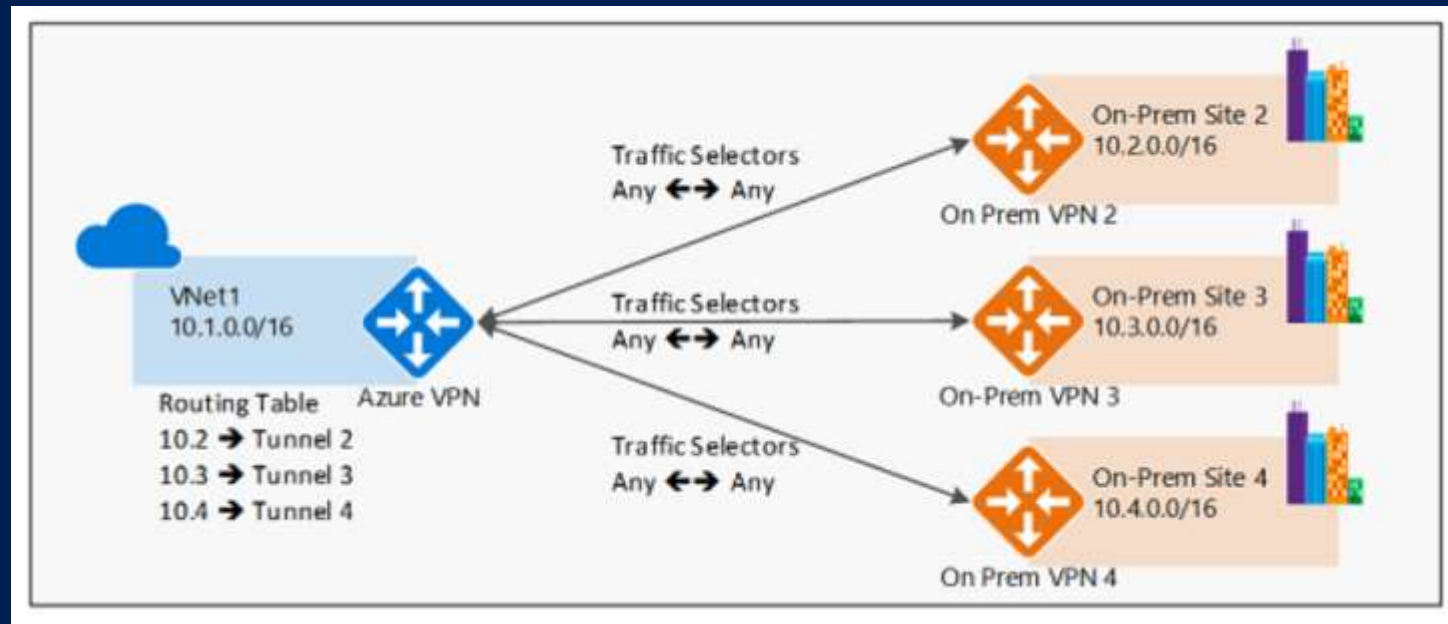 Traffic Selectors
Any ←→ Any
On-Prem Site 2
10.2.0.0/16
On Prem VPN 2
VNet1
10.1.0.0/16
Azure VPN
Routing Table
10.2 → Tunnel 2
10.3 → Tunnel 3
10.4 → Tunnel 4
Traffic Selectors
Any ←→ Any
On-Prem Site 3
10.3.0.0/16
On-Prem VPN 3
Traffic Selectors
Any ←→ Any
On-Prem Site 4
10.4.0.0/16
On Prem VPN 4